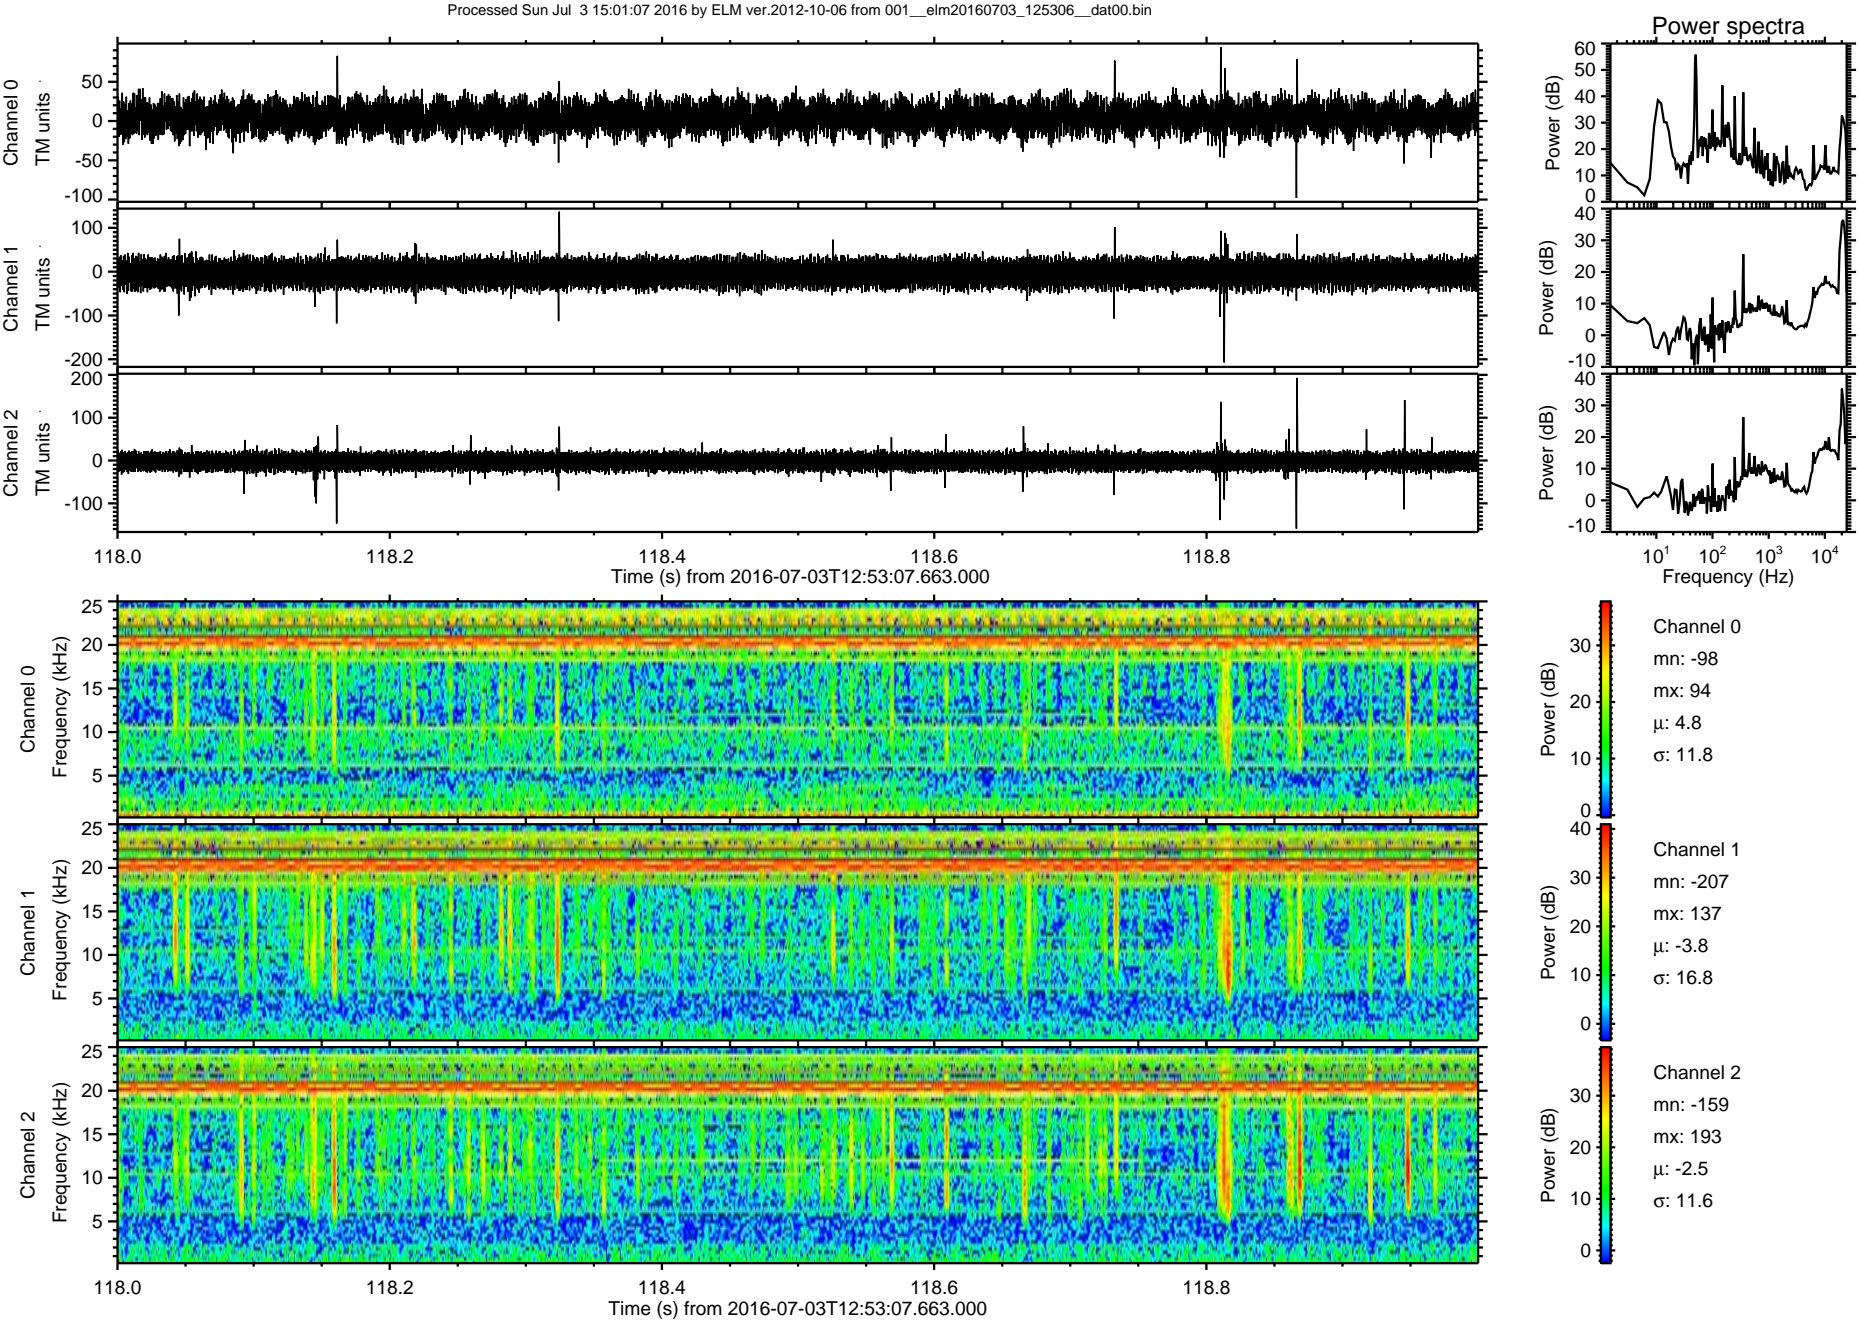 Processed Sun Jul  3 15:01:07 2016 by ELM ver.2012-10-06 from 001__elm20160703_125306__dat00.bin
Power spectra
Channel 0
TM units
50
0
-50
-100
Power (dB)
60
50
40
30
20
10
0
Channel 1
TM units
100
0
-100
-200
Power (dB)
40
30
20
10
0
-10
Channel 2
TM units
200
100
0
-100
Power (dB)
40
30
20
10
0
-10
118.0 118.2 118.4 118.6 118.8
Time (s) from 2016-07-03T12:53:07.663.000
10¹ 10² 10³ 10⁴
Frequency (Hz)
Channel 0
Frequency (kHz)
25
20
15
10
5
Power (dB)
30
20
10
0
Channel 0
mn: -98
mx: 94
μ: 4.8
σ: 11.8
Channel 1
Frequency (kHz)
25
20
15
10
5
Power (dB)
40
30
20
10
0
Channel 1
mn: -207
mx: 137
μ: -3.8
σ: 16.8
Channel 2
Frequency (kHz)
25
20
15
10
5
Power (dB)
30
20
10
0
Channel 2
mn: -159
mx: 193
μ: -2.5
σ: 11.6
118.0 118.2 118.4 118.6 118.8
Time (s) from 2016-07-03T12:53:07.663.000